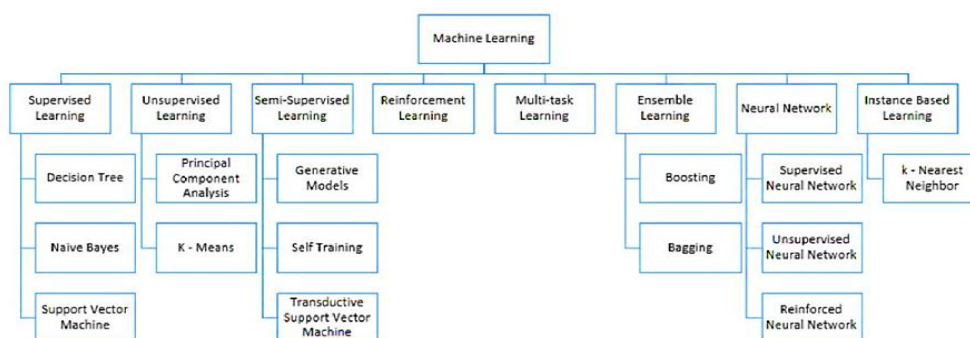 Machine Learning
Supervised
Learning
Unsupervised
Learning
Semi-Supervised
Learning
Reinforcement
Learning
Multi-task
Learning
Ensemble
Learning
Neural Network
Instance Based
Learning
Decision Tree
Principal
Component
Analysis
Generative
Models
Boosting
Supervised
Neural Network
k - Nearest
Neighbor
Naive Bayes
K - Means
Self Training
Bagging
Unsupervised
Neural Network
Support Vector
Machine
Transductive
Support Vector
Machine
Reinforced
Neural Network